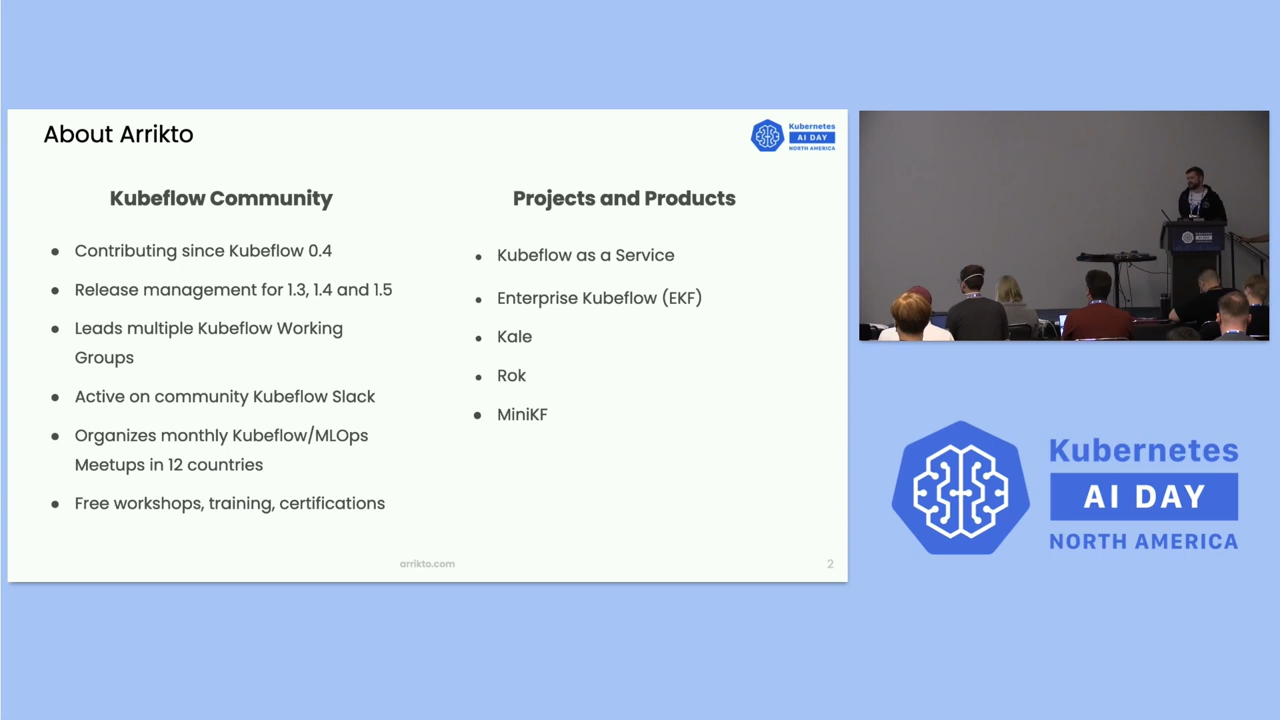 About Arrikto
Kubernetes
AI DAY
NORTH AMERICA
Kubeflow Community
Contributing since Kubeflow 0.4
Release management for 1.3, 1.4 and 1.5
Leads multiple Kubeflow Working
Groups
Active on community Kubeflow Slack
Organizes monthly Kubeflow/MLOps
Meetups in 12 countries
Free workshops, training, certifications
Projects and Products
Kubeflow as a Service
Enterprise Kubeflow (EKF)
Kale
Rok
MiniKF
arrikto.com
2
Kubernetes
AI DAY
NORTH AMERICA